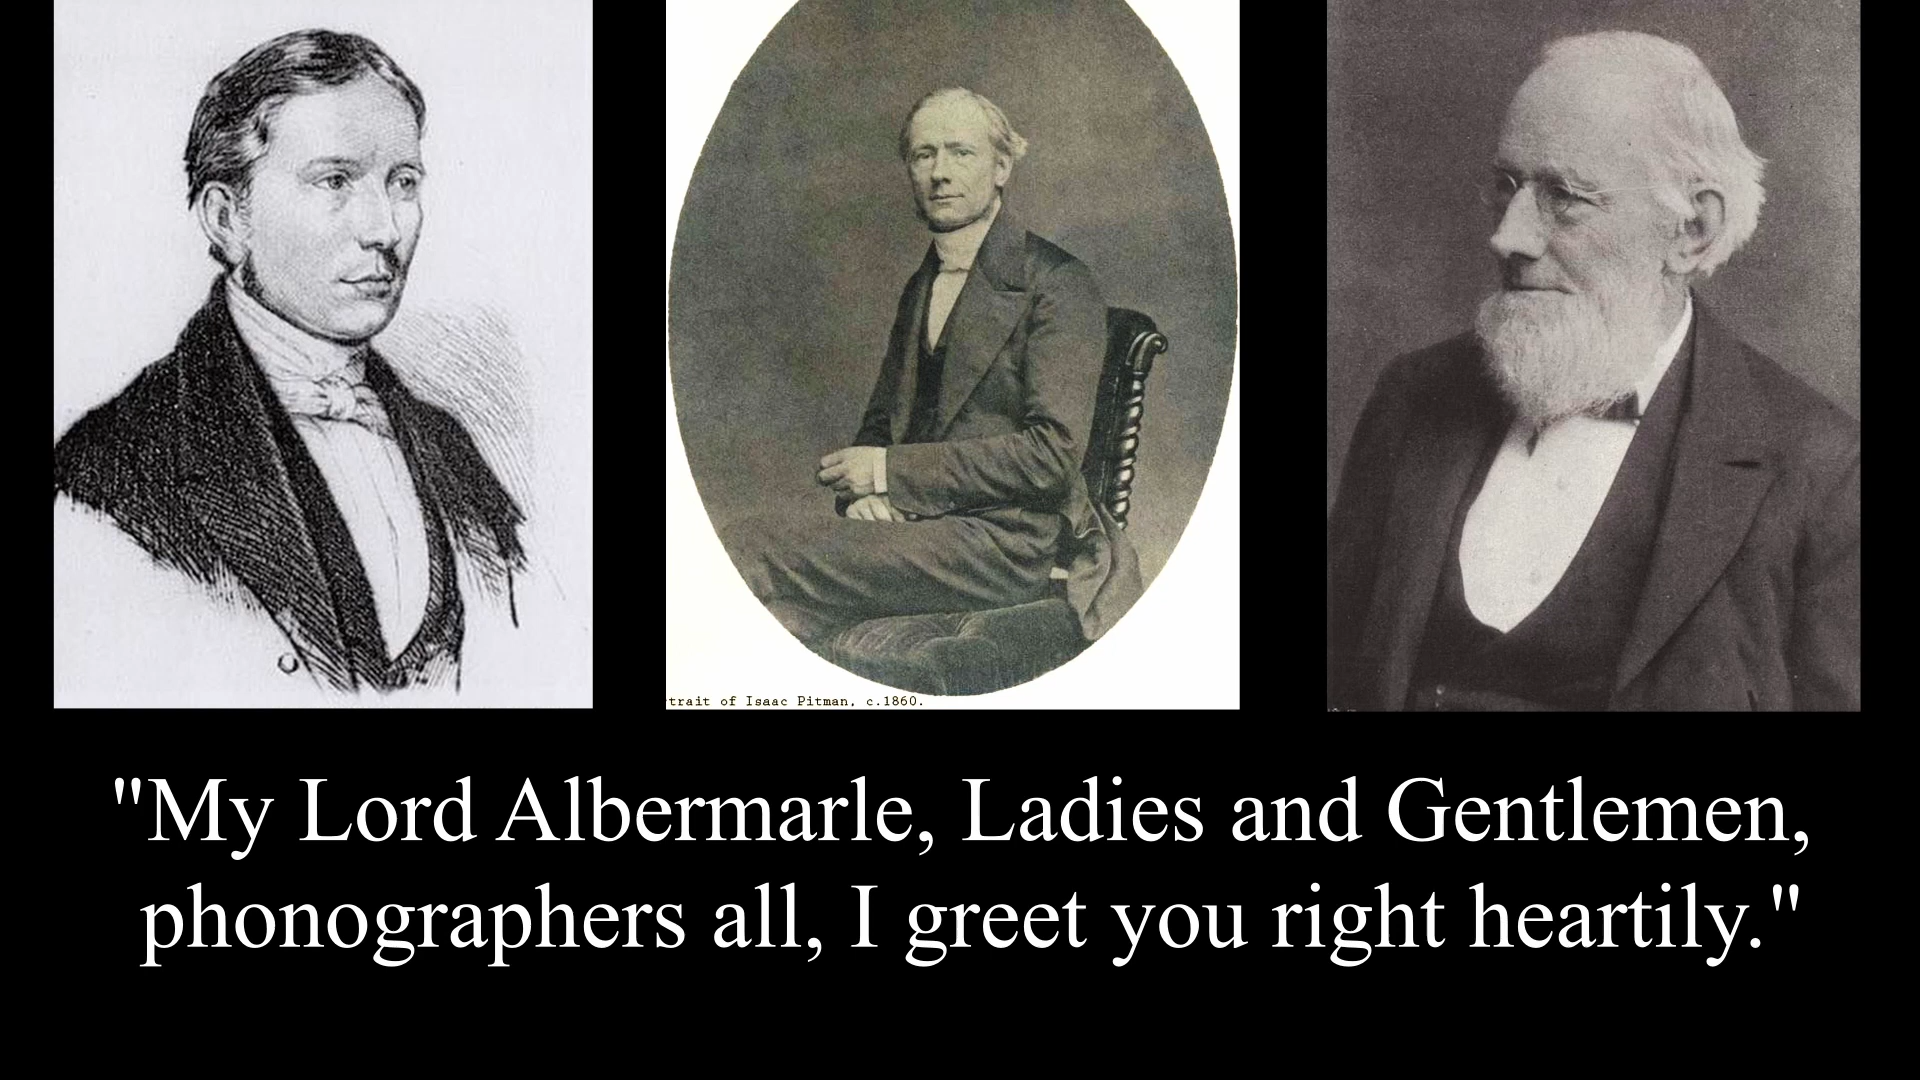 trait of Isaac Pitman, c.1860.
"My Lord Albermarle, Ladies and Gentlemen,
phonographers all, I greet you right heartily."